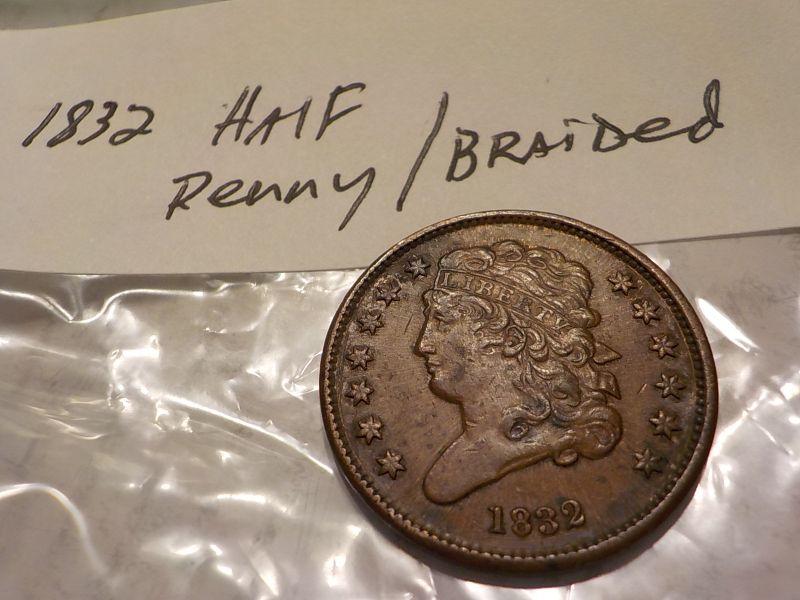 1832 HALF
Penny / BRAIDed
LIBERTY
1832